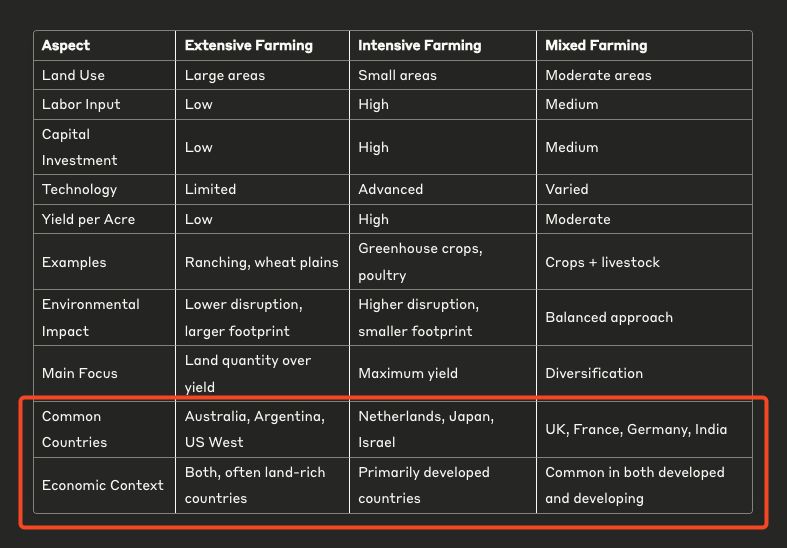 Aspect Extensive Farming Intensive Farming Mixed Farming
Land Use Large areas Small areas Moderate areas
Labor Input Low High Medium
Capital
Investment Low High Medium
Technology Limited Advanced Varied
Yield per Acre Low High Moderate
Examples Ranching, wheat plains Greenhouse crops,
poultry Crops + livestock
Environmental
Impact Lower disruption,
larger footprint Higher disruption,
smaller footprint Balanced approach
Main Focus Land quantity over
yield Maximum yield Diversification
Common
Countries Australia, Argentina,
US West Netherlands, Japan,
Israel UK, France, Germany, India
Economic Context Both, often land-rich
countries Primarily developed
countries Common in both developed
and developing